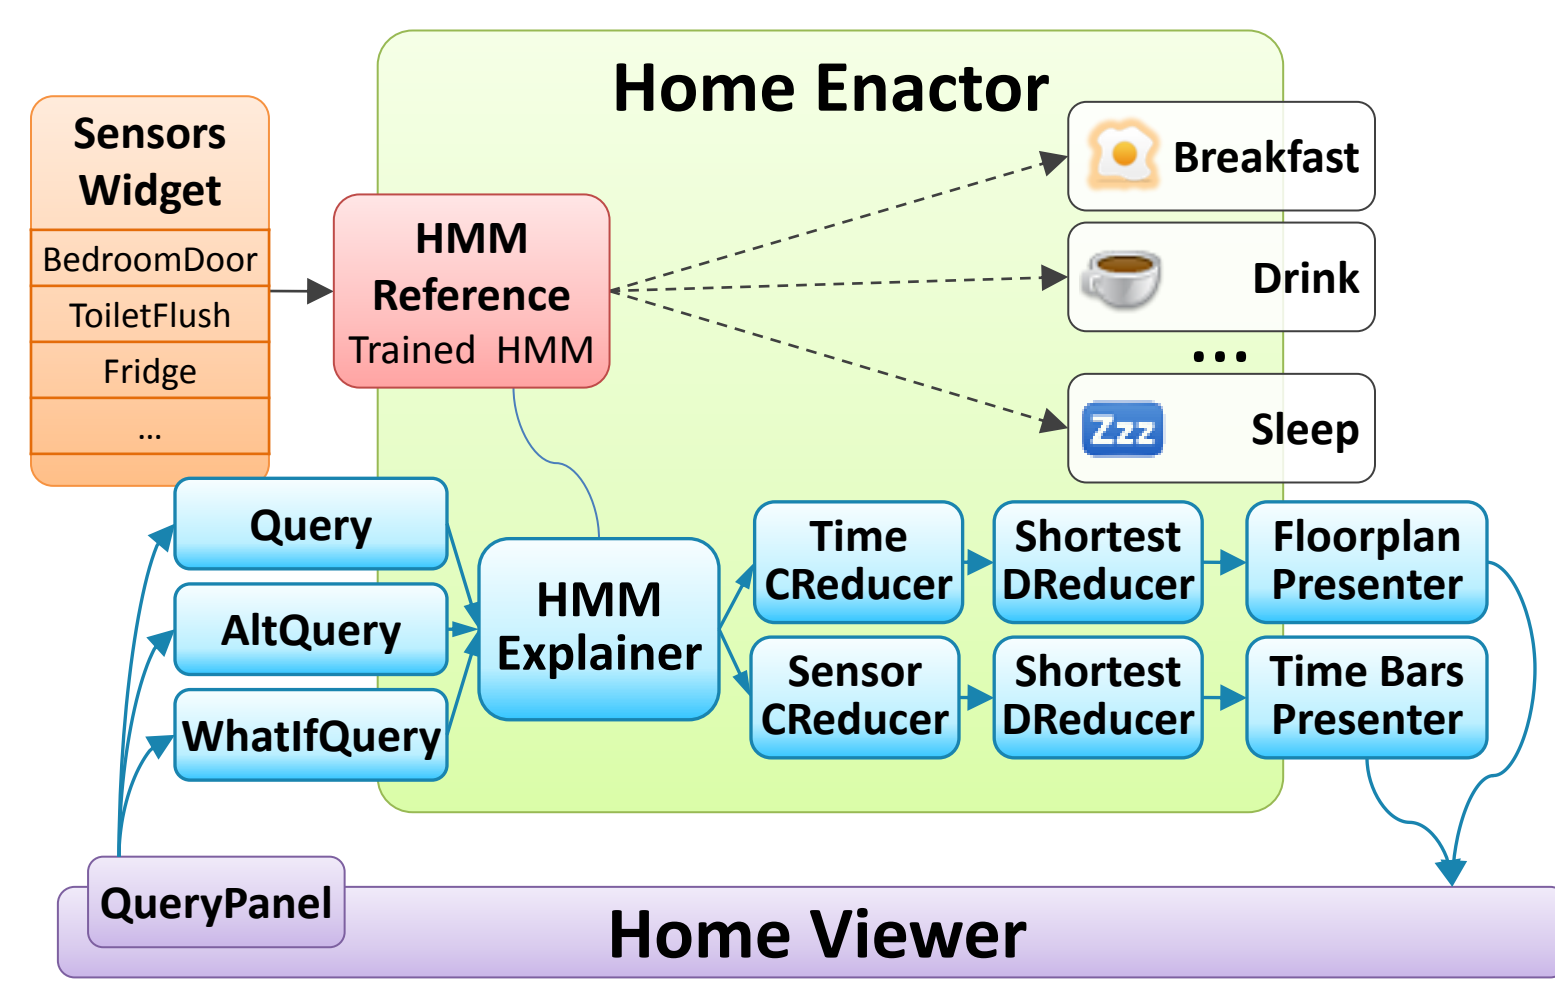 Home Enactor
Sensors
Widget
BedroomDoor
ToiletFlush
Fridge
...
HMM
Reference
Trained HMM
Breakfast
Drink
...
Zzz
Sleep
Query
AltQuery
WhatIfQuery
HMM
Explainer
Time
CReducer
Shortest
DReducer
Floorplan
Presenter
Sensor
CReducer
Shortest
DReducer
Time Bars
Presenter
QueryPanel
Home Viewer